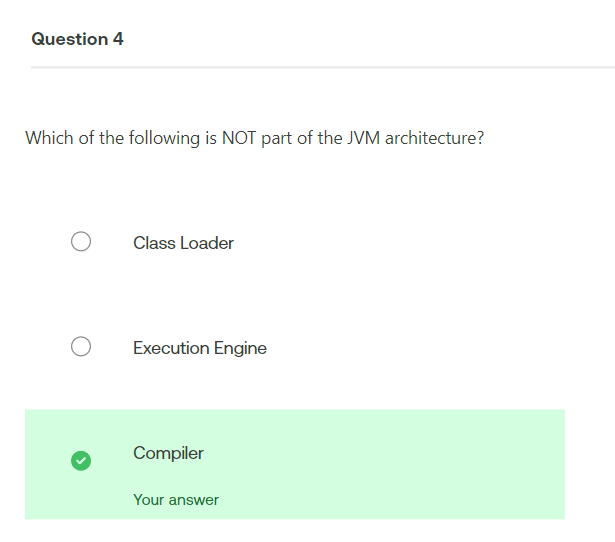 Question 4
Which of the following is NOT part of the JVM architecture?
Class Loader
Execution Engine
Compiler
Your answer